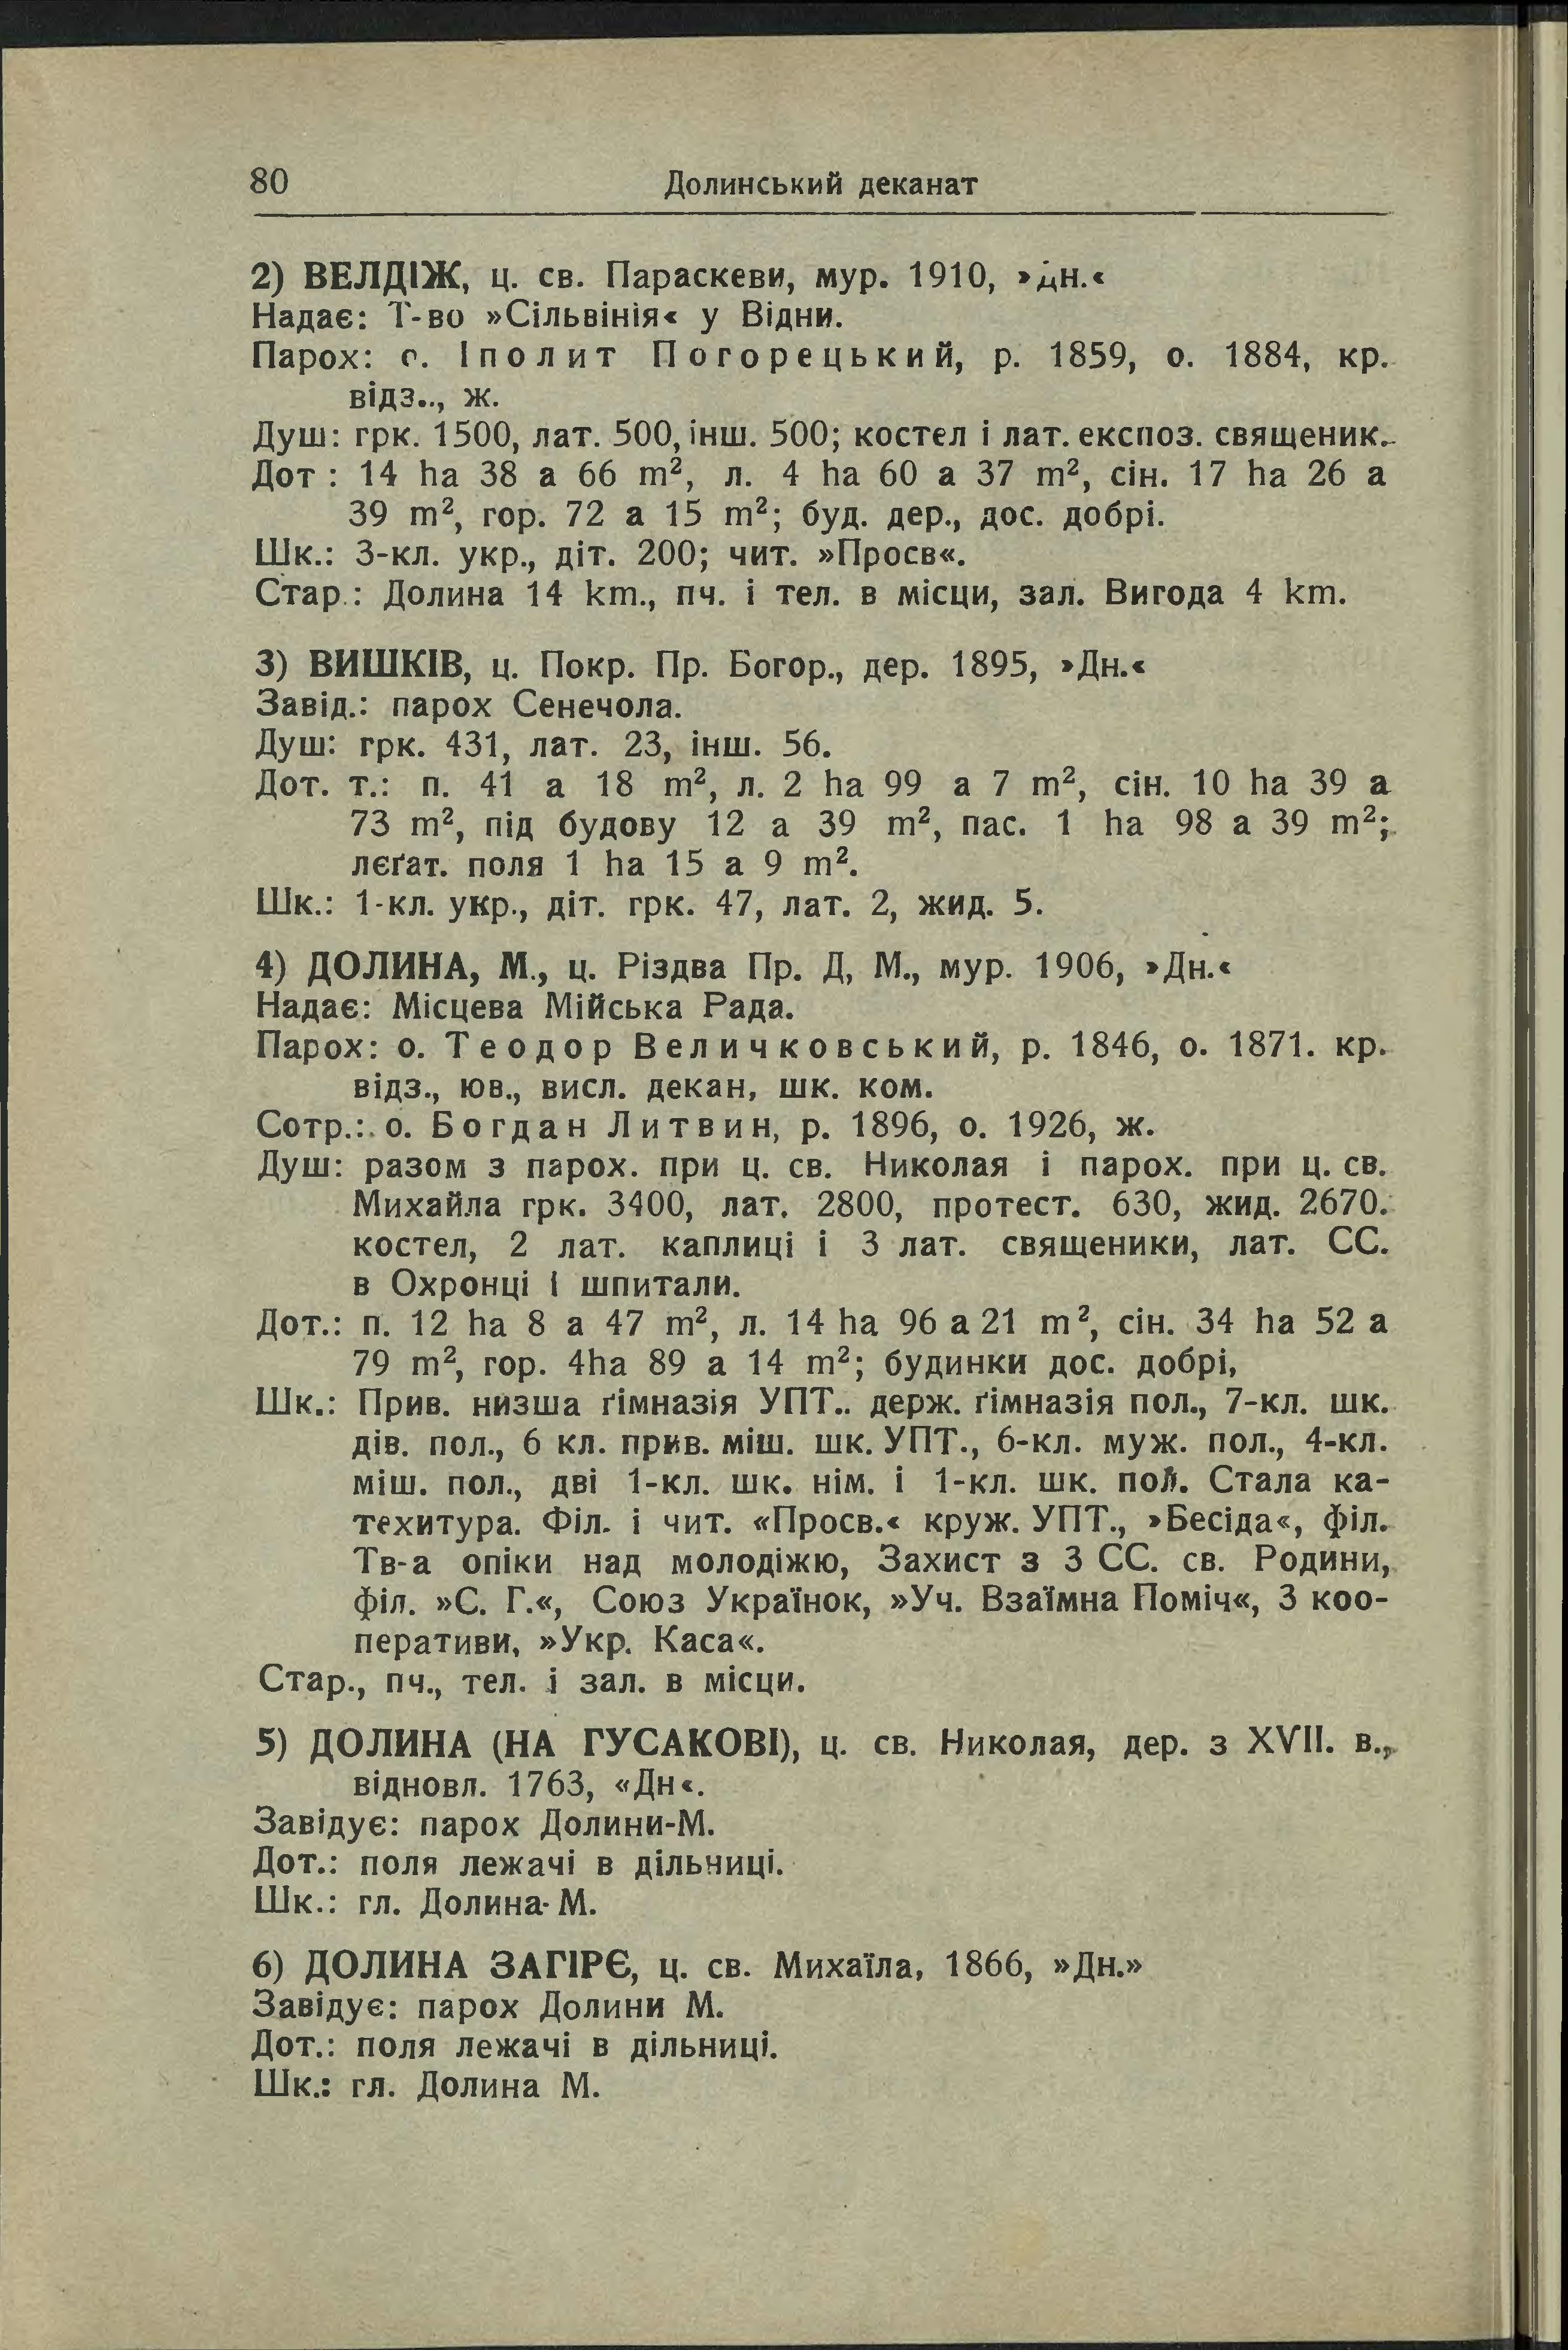 80 Долинський деканат
2) ВЕЛДІЖ, ц. св. Параскеви, мур. 1910, »Дн.«
Надає: Т-во »Сільвінія« у Відни.
Парох: о. Іполит Погорецький, р. 1859, о. 1884, кр.
відз.., ж.
Душ: грк. 1500, лат. 500, інш. 500; костел і лат. експоз. священик.
Дот : 14 ha 38 a 66 m², л. 4 ha 60 a 37 m², сін. 17 ha 26 a
39 m², гор. 72 a 15 m²; буд. дер., дос. добрі.
Шк.: 3-кл. укр., діт. 200; чит. »Просв«.
Стар.: Долина 14 km., пч. і тел. в місци, зал. Вигода 4 km.
3) ВИШКІВ, ц. Покр. Пр. Богор., дер. 1895, »Дн.«
Завід.: парох Сенечола.
Душ: грк. 431, лат. 23, інш. 56.
Дот. т.: п. 41 a 18 m², л. 2 ha 99 a 7 m², сін. 10 ha 39 a
73 m², під будову 12 a 39 m², пас. 1 ha 98 a 39 m²;
лєґат. поля 1 ha 15 a 9 m².
Шк.: 1-кл. укр., діт. грк. 47, лат. 2, жид. 5.
4) ДОЛИНА, М., ц. Різдва Пр. Д, М., мур. 1906, »Дн.«
Надає: Місцева Мійська Рада.
Парох: о. Теодор Величковський, р. 1846, о. 1871. кр.
відз., юв., висл. декан, шк. ком.
Сотр.: о. Богдан Литвин, р. 1896, о. 1926, ж.
Душ: разом з парох. при ц. св. Николая і парох. при ц. св.
Михайла грк. 3400, лат. 2800, протест. 630, жид. 2670.
костел, 2 лат. каплиці і 3 лат. священики, лат. СС.
в Охронці і шпитали.
Дот.: п. 12 ha 8 a 47 m², л. 14 ha 96 a 21 m², сін. 34 ha 52 a
79 m², гор. 4ha 89 a 14 m²; будинки дос. добрі,
Шк.: Прив. низша ґімназія УПТ.. держ. ґімназія пол., 7-кл. шк.
дів. пол., 6 кл. прив. міш. шк. УПТ., 6-кл. муж. пол., 4-кл.
міш. пол., дві 1-кл. шк. нім. і 1-кл. шк. пол. Стала ка-
техитура. Філ. і чит. «Просв.« круж. УПТ., »Бесіда«, філ.
Тв-а опіки над молодіжю, Захист з 3 СС. св. Родини,
філ. »С. Г.«, Союз Українок, »Уч. Взаїмна Поміч«, 3 коо-
перативи, »Укр. Каса«.
Стар., пч., тел. і зал. в місци.
5) ДОЛИНА (НА ГУСАКОВІ), ц. св. Николая, дер. з XVII. в.,
відновл. 1763, «Дн«.
Завідує: парох Долини-М.
Дот.: поля лежачі в дільниці.
Шк.: гл. Долина-М.
6) ДОЛИНА ЗАГІРЄ, ц. св. Михаїла, 1866, »Дн.»
Завідує: парох Долини М.
Дот.: поля лежачі в дільниці.
Шк.: гл. Долина М.